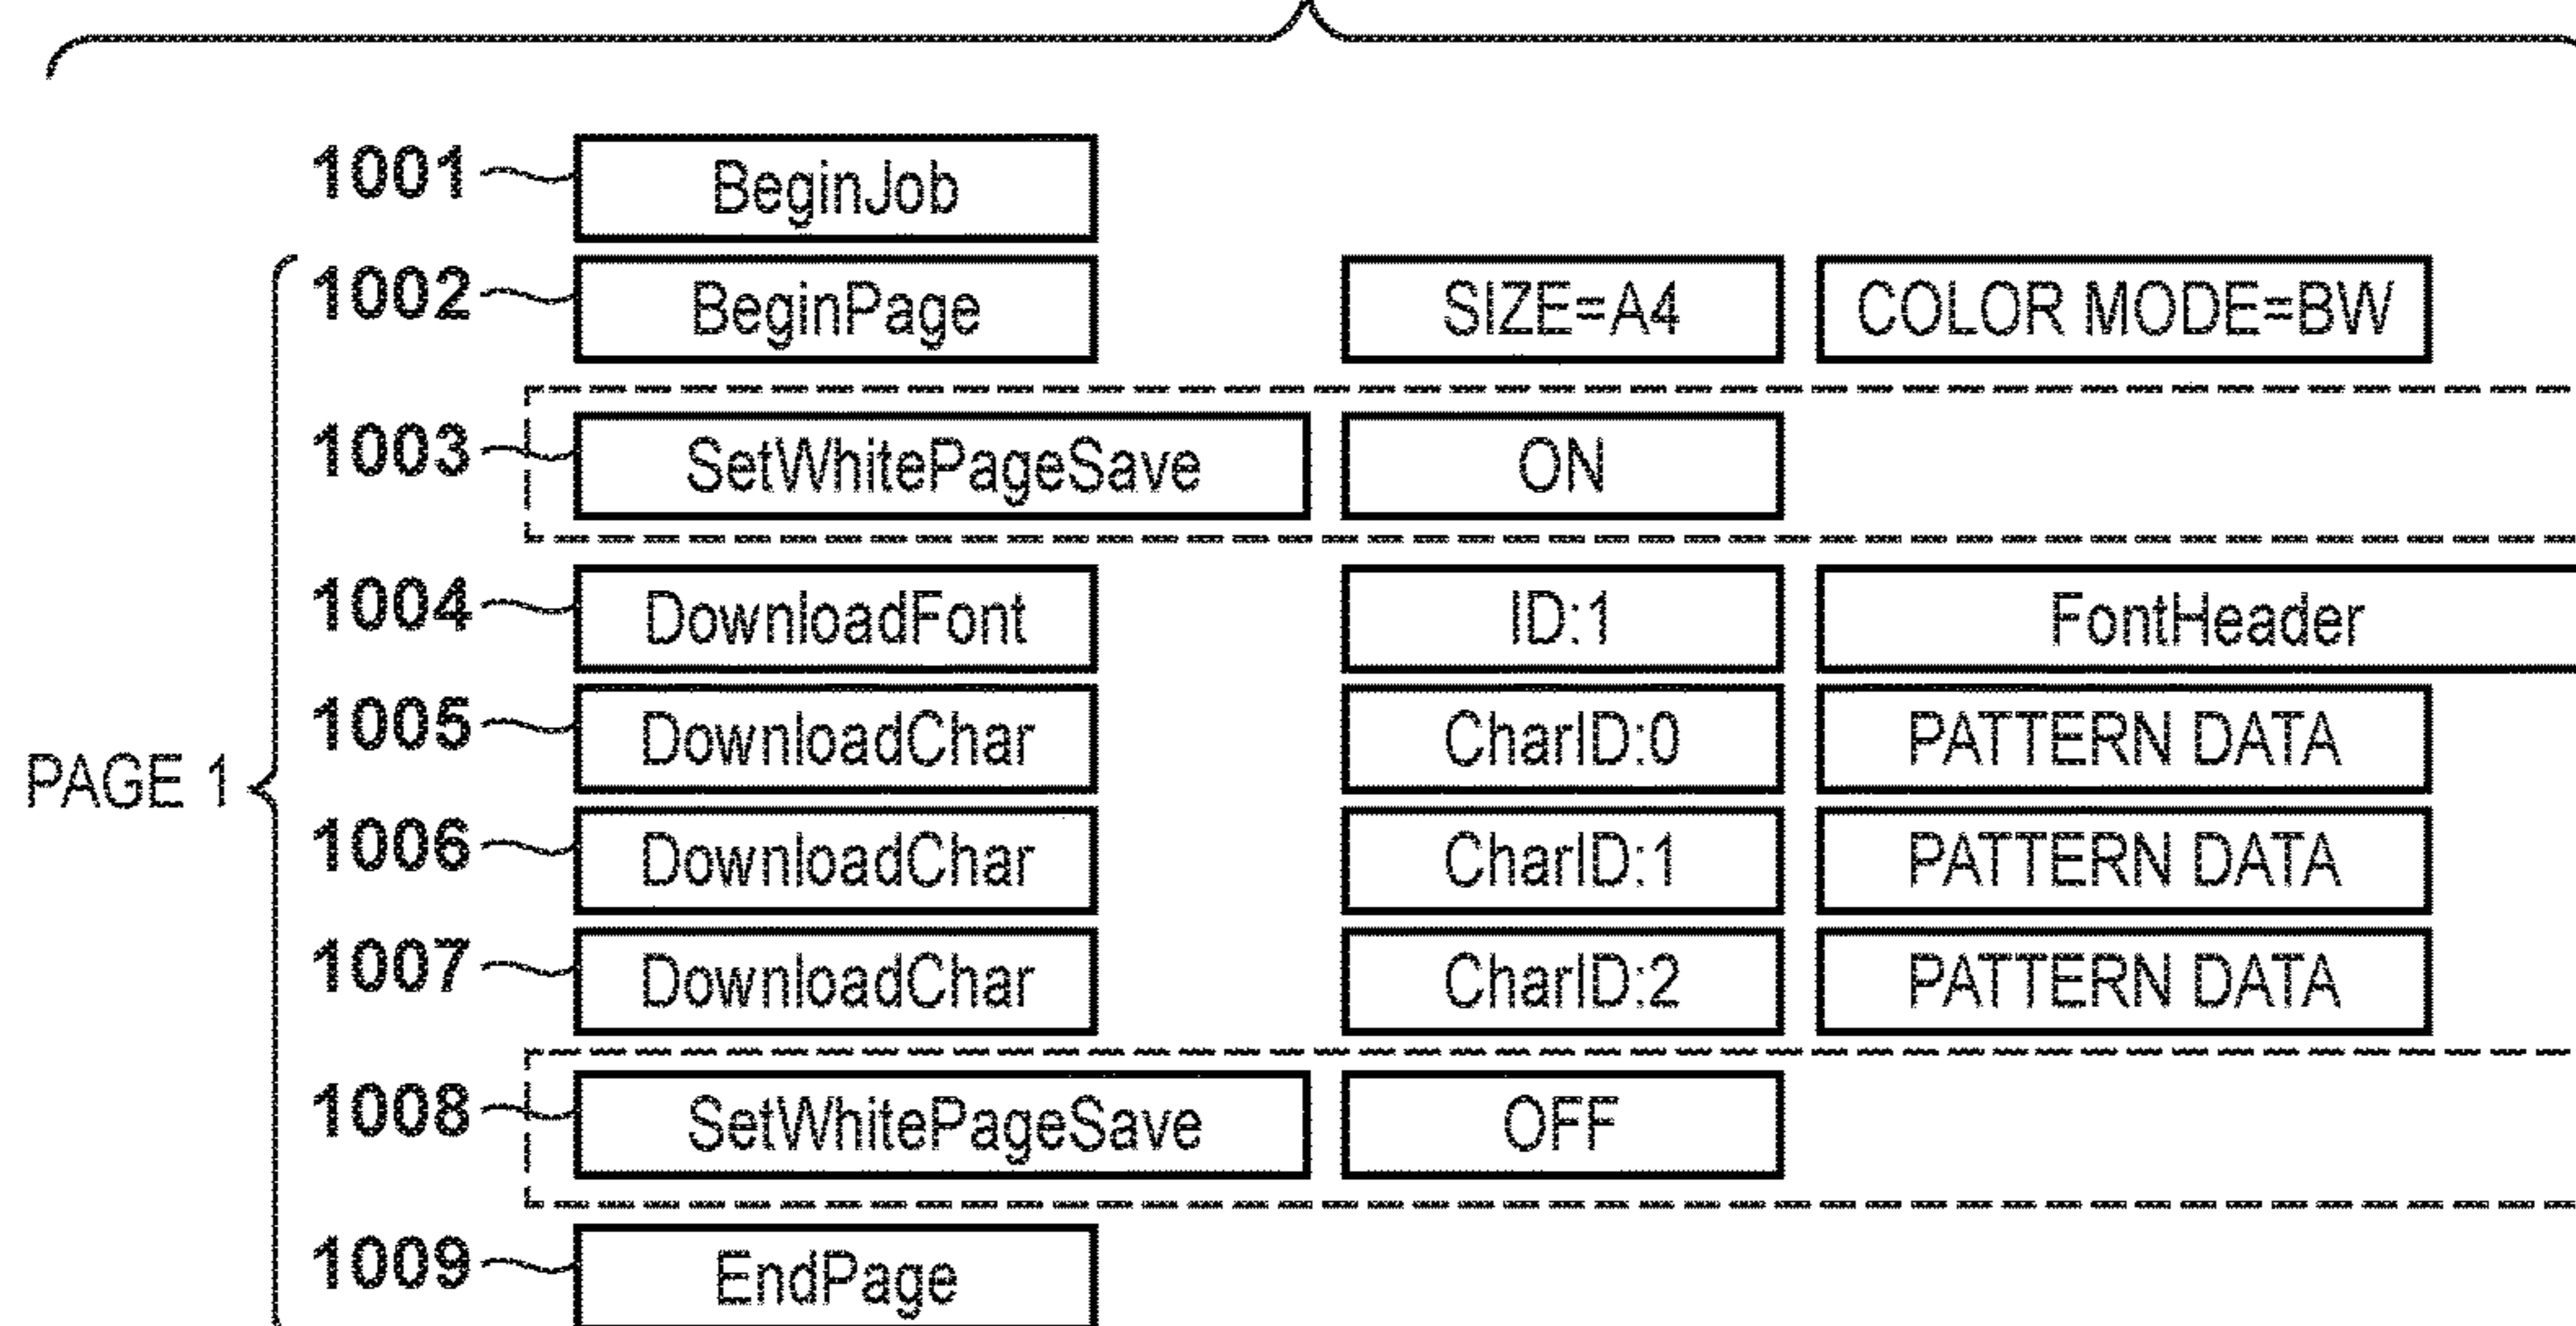 1001 BeginJob
1002 BeginPage SIZE=A4 COLOR MODE=BW
1003 SetWhitePageSave ON
1004 DownloadFont ID:1 FontHeader
1005 DownloadChar CharID:0 PATTERN DATA
PAGE 1
1006 DownloadChar CharID:1 PATTERN DATA
1007 DownloadChar CharID:2 PATTERN DATA
1008 SetWhitePageSave OFF
1009 EndPage